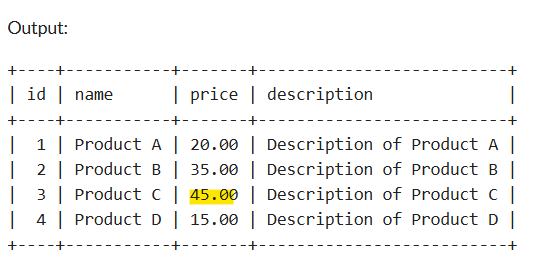 Output:
+----+-----------+-------+--------------------------+
| id | name      | price | description              |
+----+-----------+-------+--------------------------+
|  1 | Product A | 20.00 | Description of Product A |
|  2 | Product B | 35.00 | Description of Product B |
|  3 | Product C | 45.00 | Description of Product C |
|  4 | Product D | 15.00 | Description of Product D |
+----+-----------+-------+--------------------------+